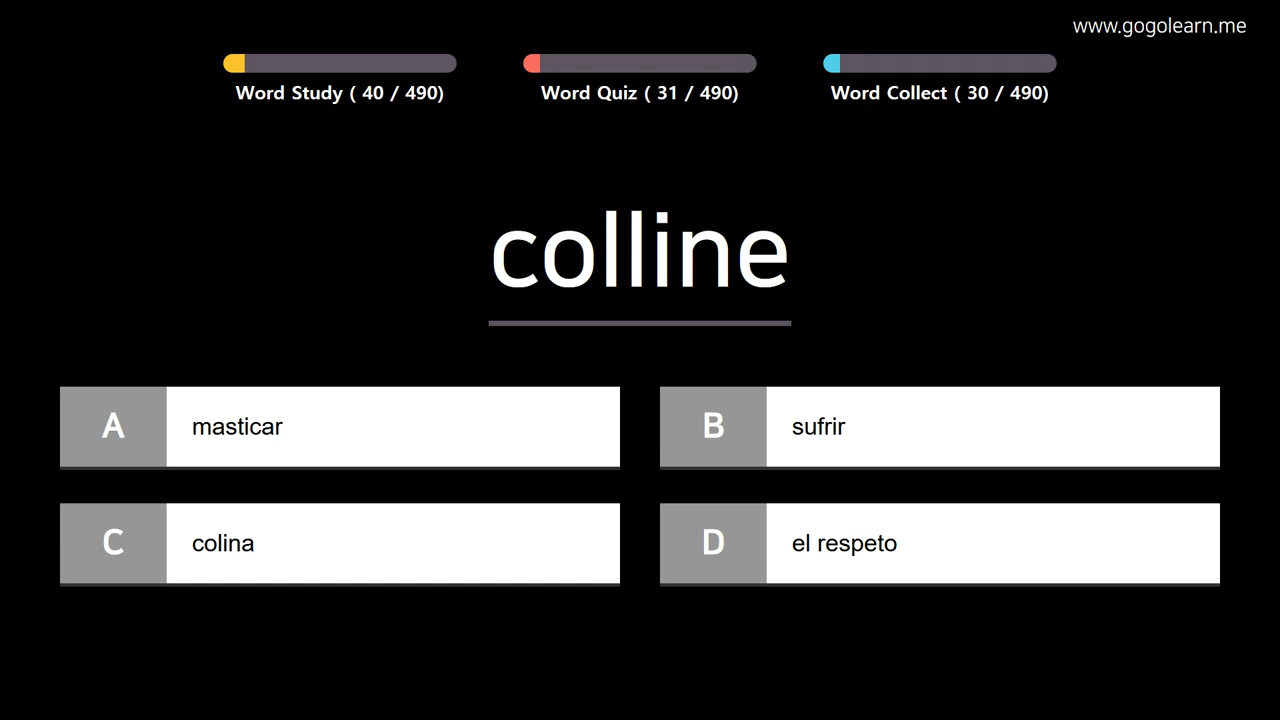 www.gogolearn.me
Word Study ( 40 / 490)
Word Quiz ( 31 / 490)
Word Collect ( 30 / 490)
colline
A masticar
B sufrir
C colina
D el respeto